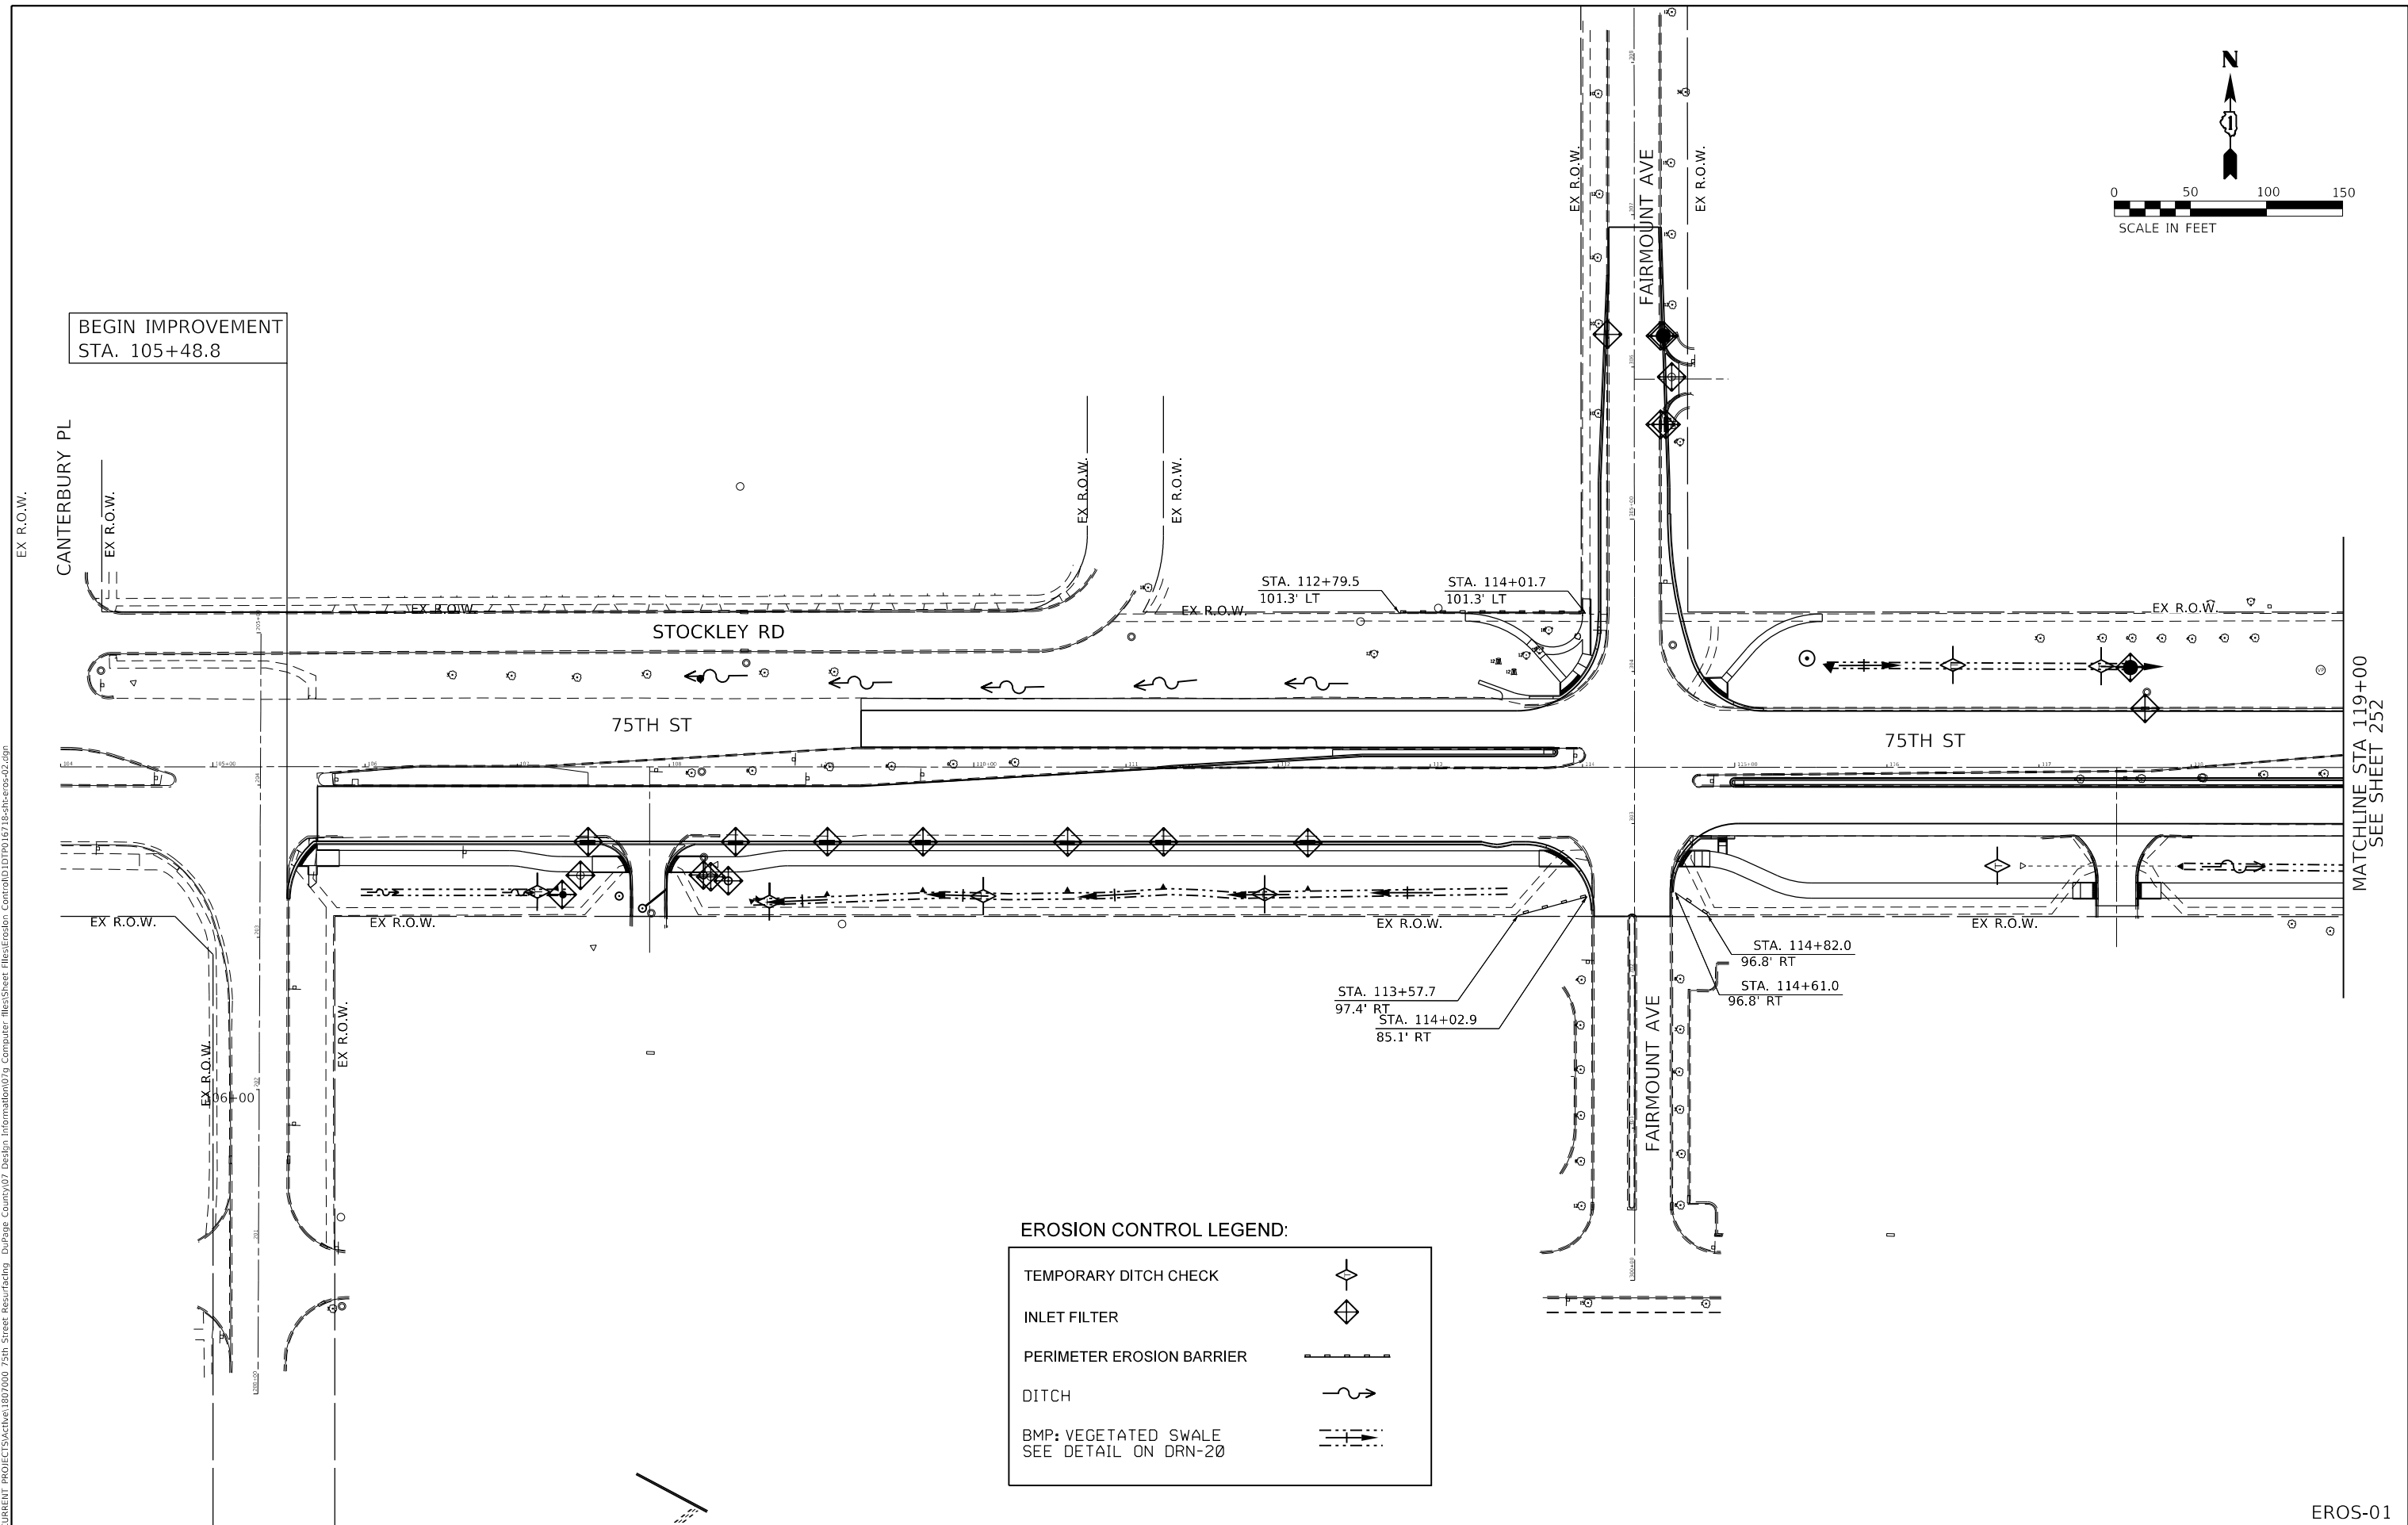 N
0 50 100 150
SCALE IN FEET
BEGIN IMPROVEMENT
STA. 105+48.8
EX R.O.W.
CANTERBURY PL
EX R.O.W.
EX R.O.W.
EX R.O.W.
EX R.O.W.
FAIRMOUNT AVE
EX R.O.W.
EX R.O.W.
STA. 112+79.5
101.3' LT
STA. 114+01.7
101.3' LT
EX R.O.W.
EX R.O.W.
STOCKLEY RD
75TH ST
75TH ST
MATCHLINE STA 119+00
SEE SHEET 252
EX R.O.W.
EX R.O.W.
EX R.O.W.
EX R.O.W.
STA. 114+82.0
96.8' RT
STA. 114+61.0
96.8' RT
STA. 113+57.7
97.4' RT
STA. 114+02.9
85.1' RT
FAIRMOUNT AVE
EX R.O.W.
EX R.O.W.
EROSION CONTROL LEGEND:
TEMPORARY DITCH CHECK
INLET FILTER
PERIMETER EROSION BARRIER
DITCH
BMP: VEGETATED SWALE
SEE DETAIL ON DRN-20
EROS-01